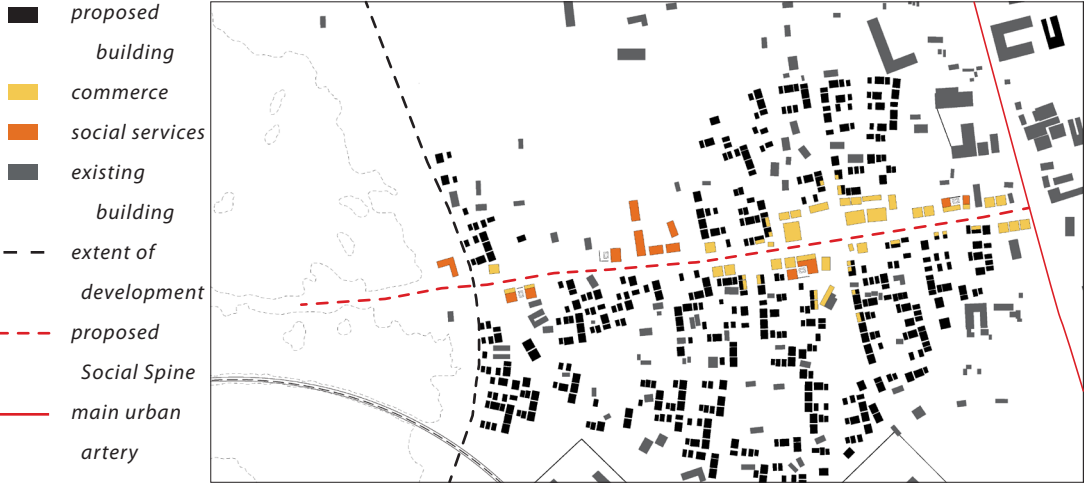 proposed
building
commerce
social services
existing
building
extent of
development
proposed
Social Spine
main urban
artery